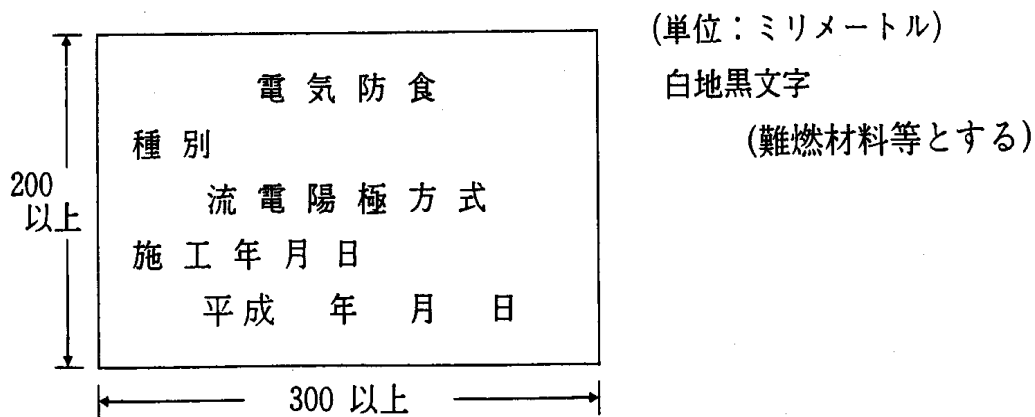 (単位：ミリメートル)
白地黒文字
(難燃材料等とする)
電気防食
種別
流電陽極方式
施工年月日
平成　年　月　日
200
以上
300 以上